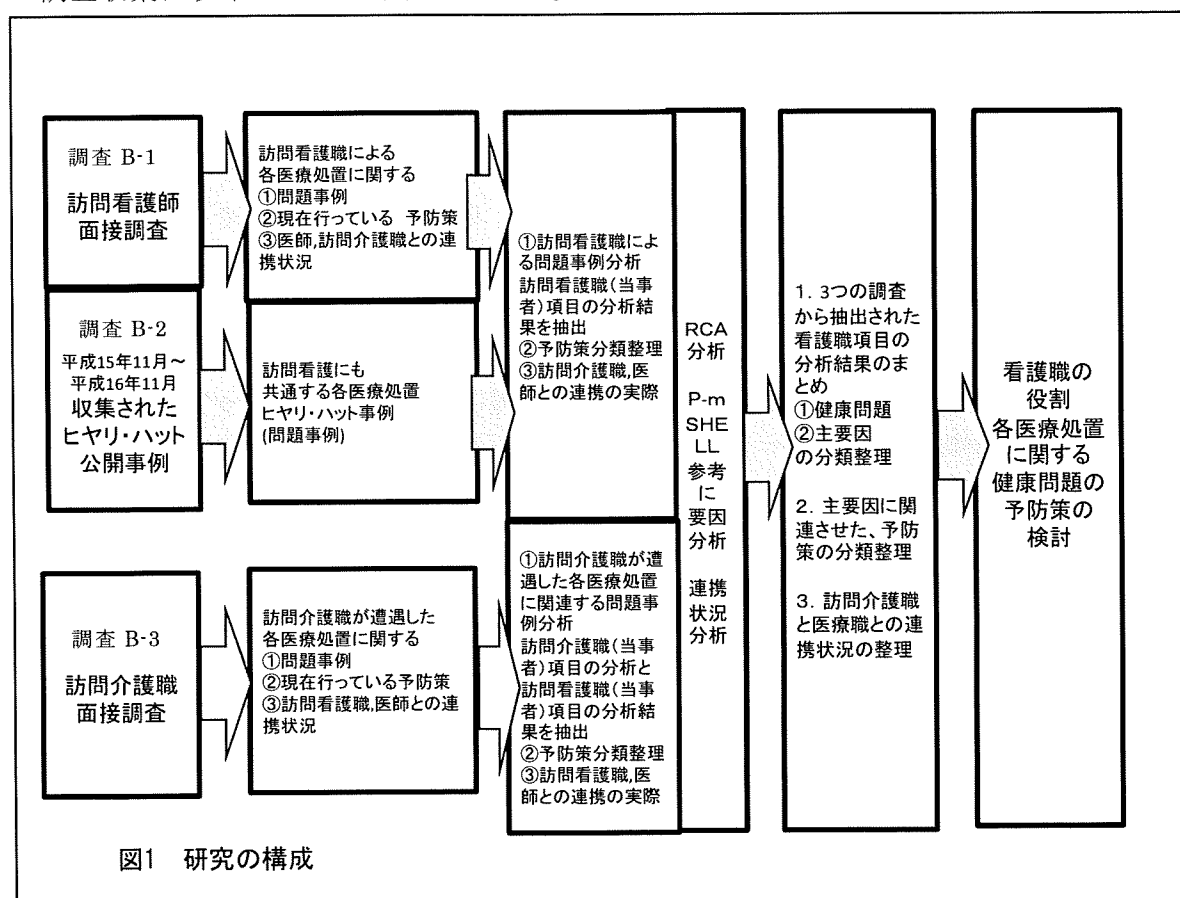 調査 B-1
訪問看護師
面接調査
訪問看護職による
各医療処置に関する
①問題事例
②現在行っている 予防策
③医師,訪問介護職との連
携状況
調査 B-2
平成15年11月～
平成16年11月
収集された
ヒヤリ・ハット
公開事例
訪問看護にも
共通する各医療処置
ヒヤリ・ハット事例
(問題事例)
①訪問看護職によ
る問題事例分析
訪問看護職(当事
者)項目の分析結
果を抽出
②予防策分類整理
③訪問介護職,医
師との連携の実際
調査 B-3
訪問介護職
面接調査
訪問介護職が遭遇した
各医療処置に関する
①問題事例
②現在行っている予防策
③訪問看護職,医師との連
携状況
①訪問介護職が遭
遇した各医療処置
に関連する問題事
例分析
訪問介護職(当事
者)項目の分析と
訪問看護職(当事
者)項目の分析結
果を抽出
②予防策分類整理
③訪問看護職,医
師との連携の実際
RCA
分析
P-m
SHE
LL
参考
に
要因
分析
連携
状況
分析
1. 3つの調査
から抽出された
看護職項目の
分析結果のま
とめ
①健康問題
②主要因
の分類整理
2. 主要因に関
連させた、予防
策の分類整理
3. 訪問介護職
と医療職との連
携状況の整理
看護職の
役割
各医療処置
に関する
健康問題の
予防策の
検討
図1 研究の構成